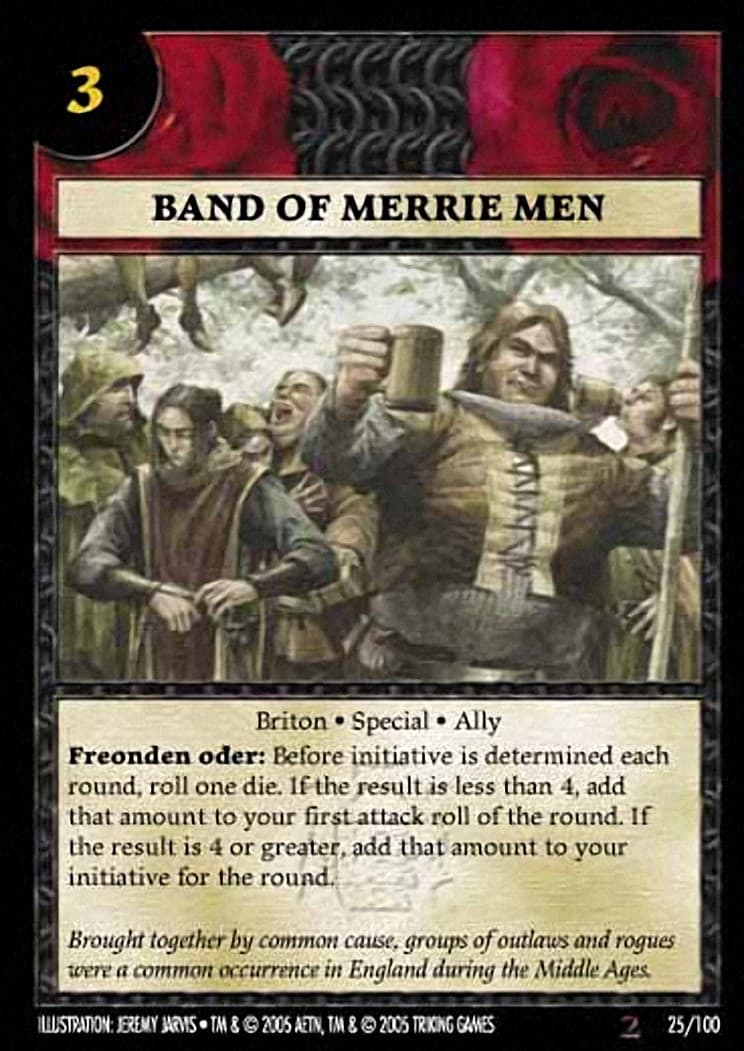 3
BAND OF MERRIE MEN
Briton • Special • Ally
Freonden oder: Before initiative is determined each
round, roll one die. If the result is less than 4, add
that amount to your first attack roll of the round. If
the result is 4 or greater, add that amount to your
initiative for the round.
Brought together by common cause, groups of outlaws and rogues
were a common occurrence in England during the Middle Ages.
ILLUSTRATION: JEREMY JARVIS • TM & © 2005 AETN, TM & © 2005 TRIKING GAMES 2 25/100